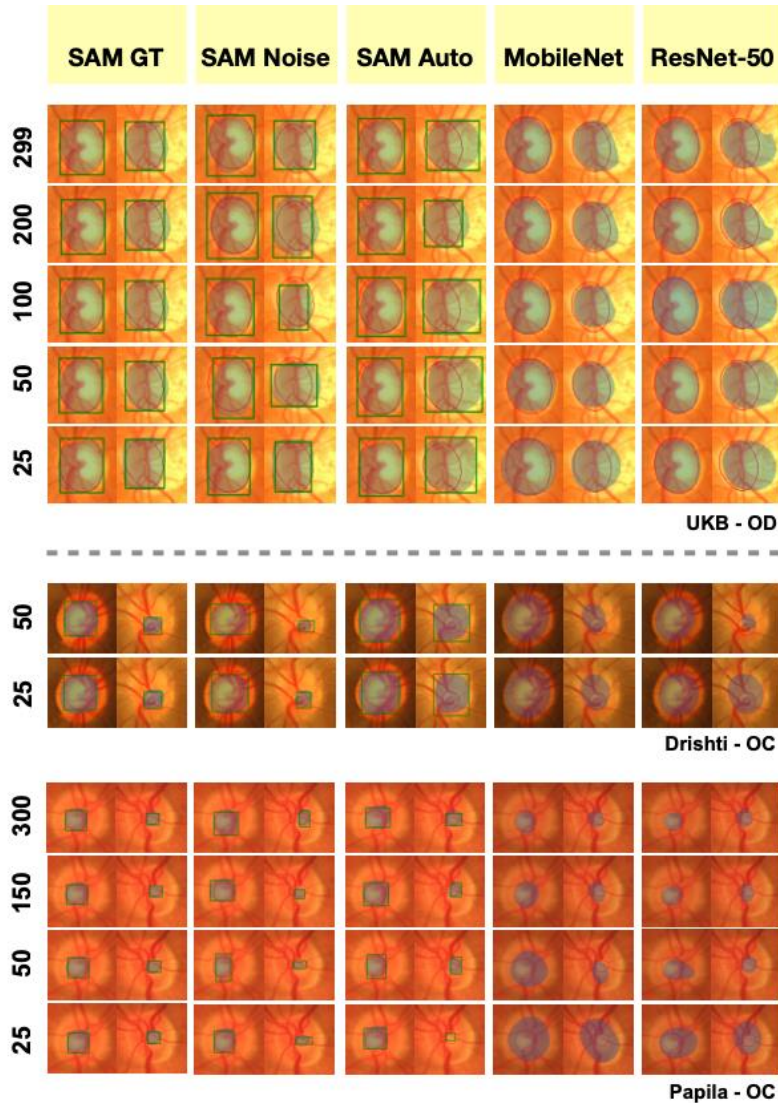 SAM GT SAM Noise SAM Auto MobileNet ResNet-50
299
200
100
50
25
UKB - OD
50
25
Drishti - OC
300
150
50
25
Papila - OC